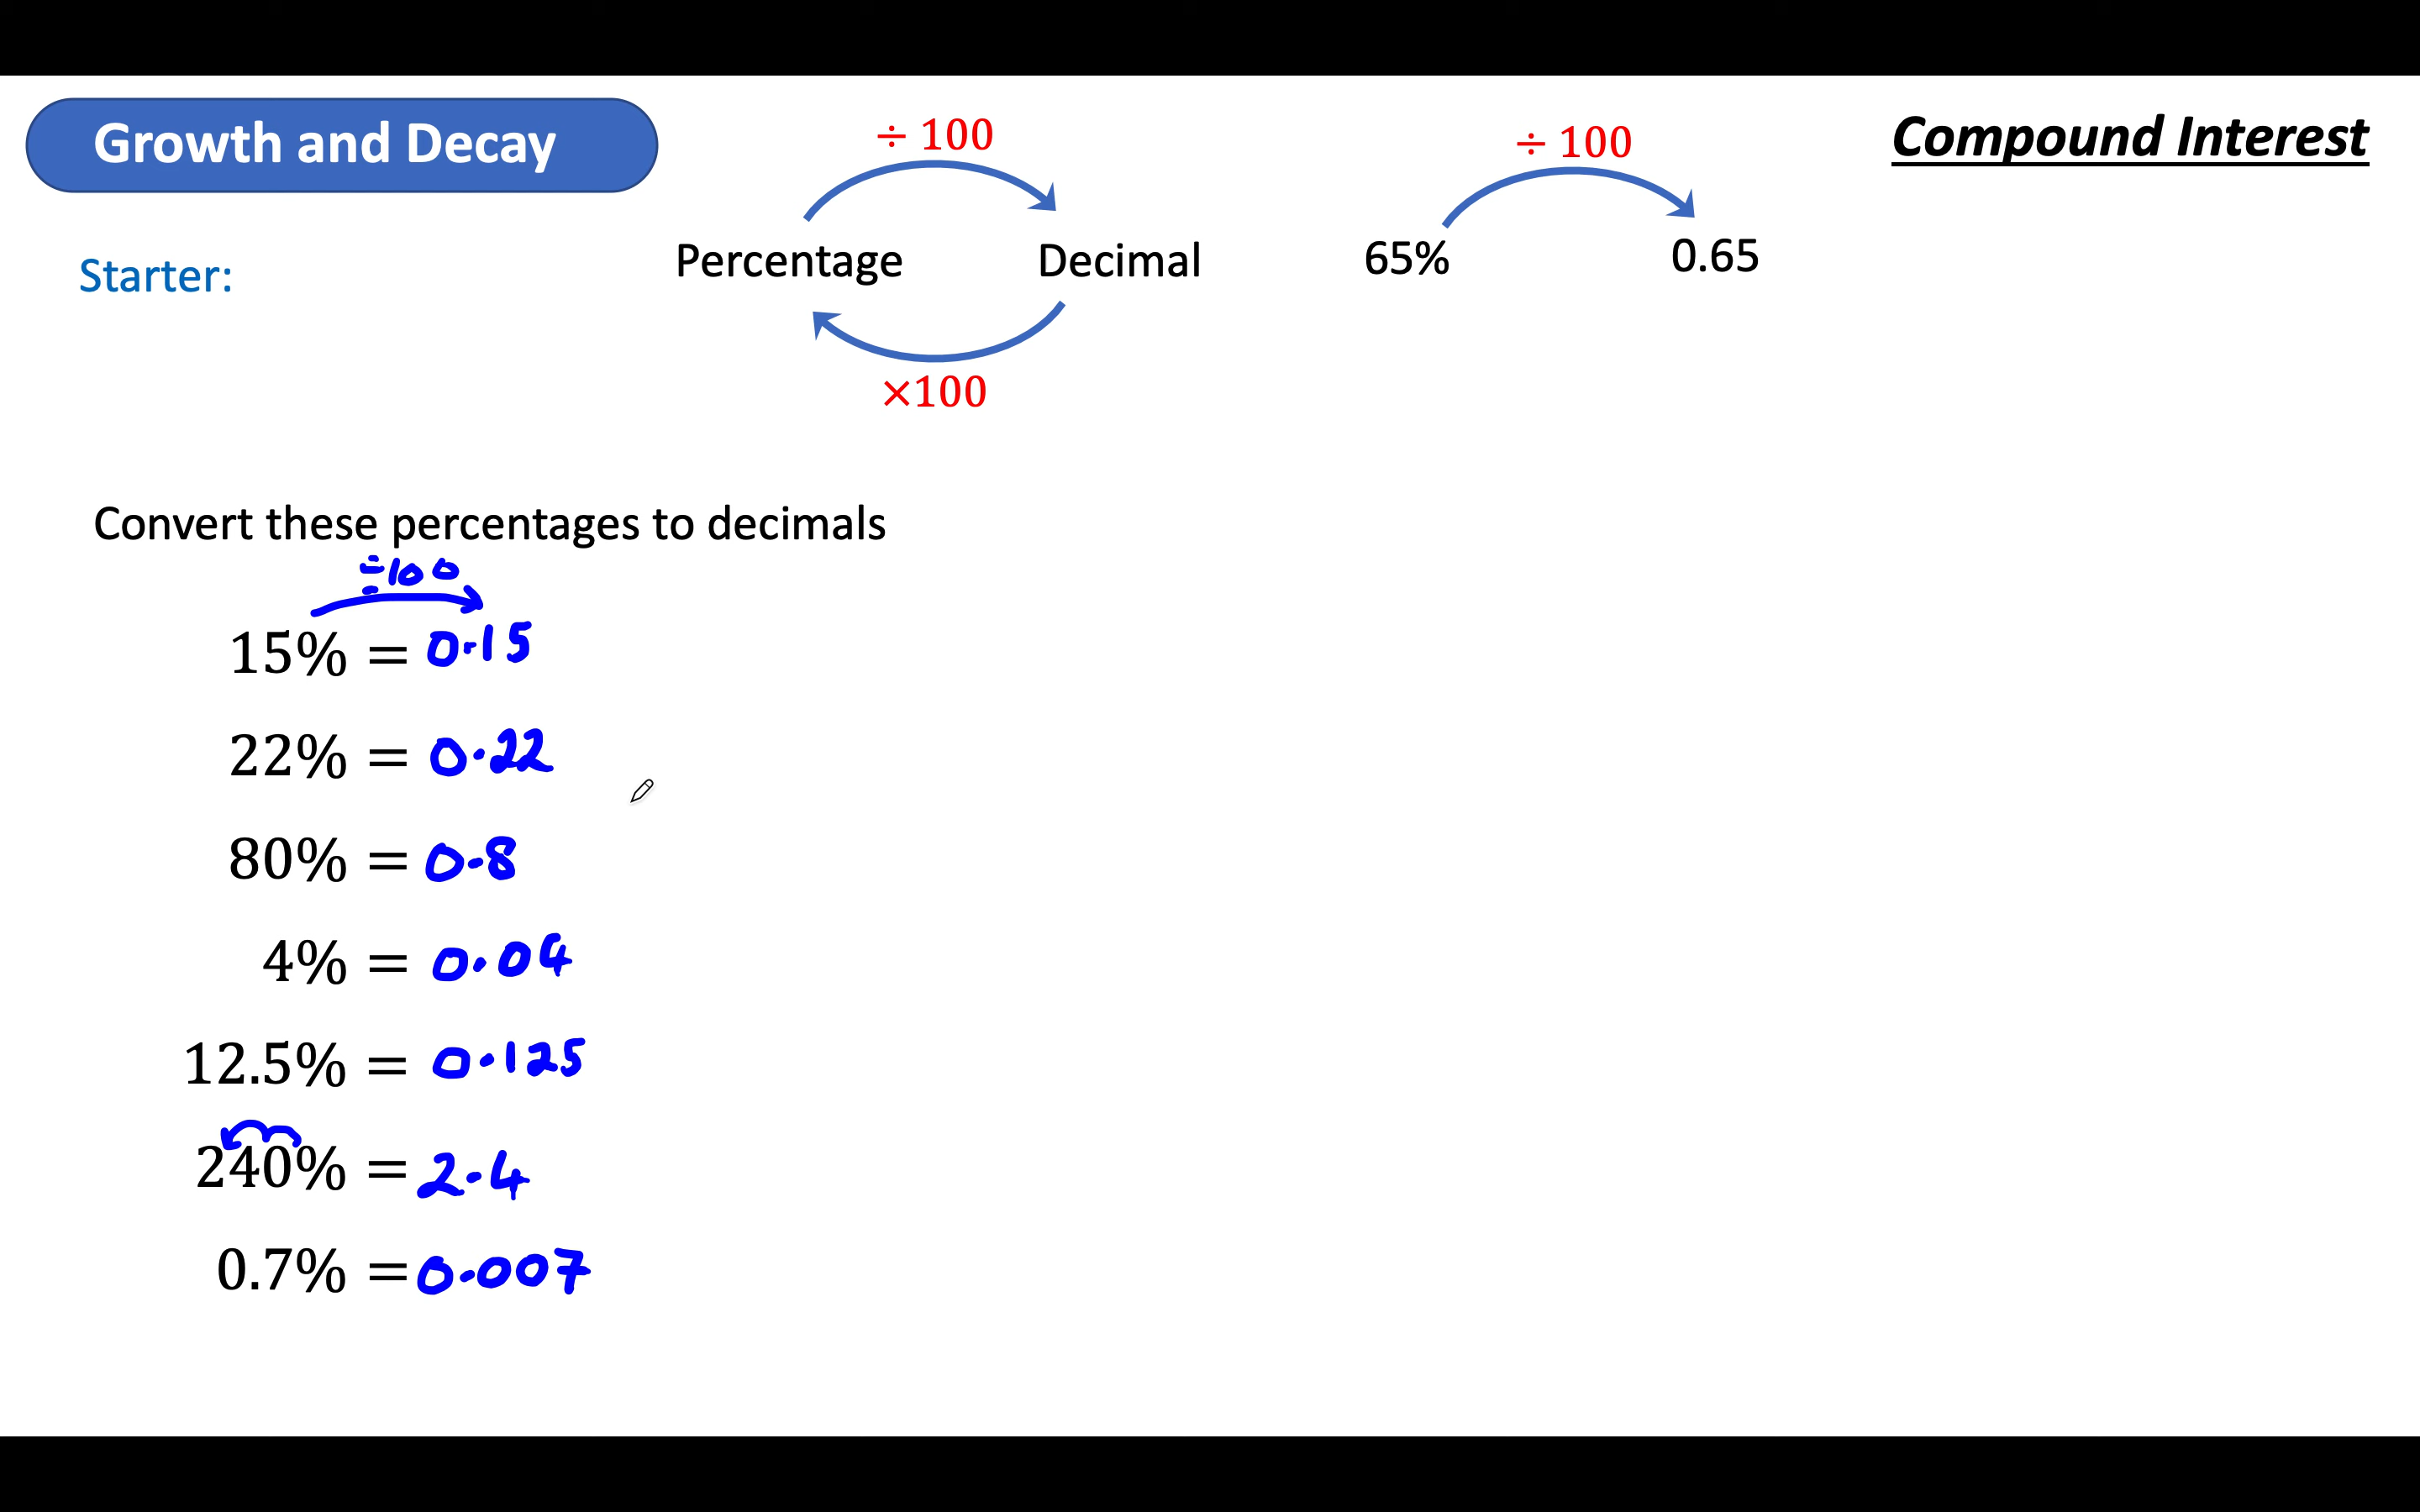 Growth and Decay
÷ 100
÷ 100
Compound Interest
Starter:
Percentage
Decimal
65%
0.65
×100
Convert these percentages to decimals
÷100
15% = 0.15
22% = 0.22
80% = 0.8
4% = 0.04
12.5% = 0.125
240% = 2.4
0.7% = 0.007